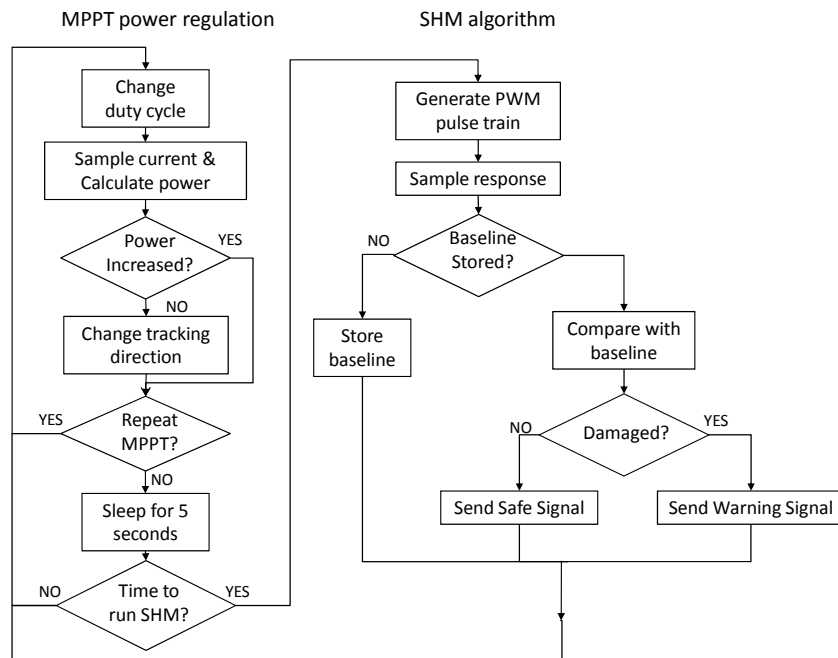 MPPT power regulation
Change
duty cycle
Sample current &
Calculate power
Power
Increased?
YES
NO
Change tracking
direction
Repeat
MPPT?
YES
NO
Sleep for 5
seconds
Time to
run SHM?
NO
YES
SHM algorithm
Generate PWM
pulse train
Sample response
Baseline
Stored?
NO
Store
baseline
Compare with
baseline
Damaged?
NO
YES
Send Safe Signal
Send Warning Signal